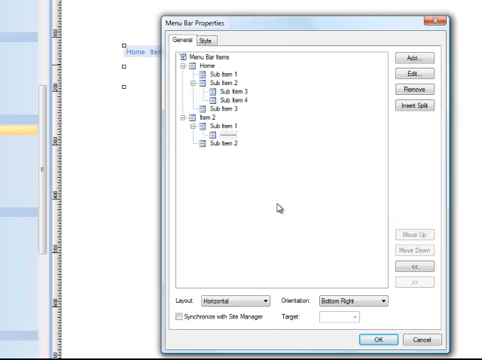 Menu Bar Properties
General Style
Menu Bar Items
Home
Sub Item 1
Sub Item 2
Sub Item 3
Sub Item 4
Sub Item 3
Item 2
Sub Item 1
Sub Item 2
Add...
Edit...
Remove
Insert Split
Move Up
Move Down
<<
>>
Layout: Horizontal Orientation: Bottom Right
Synchronize with Site Manager Target:
OK Cancel
Home Item